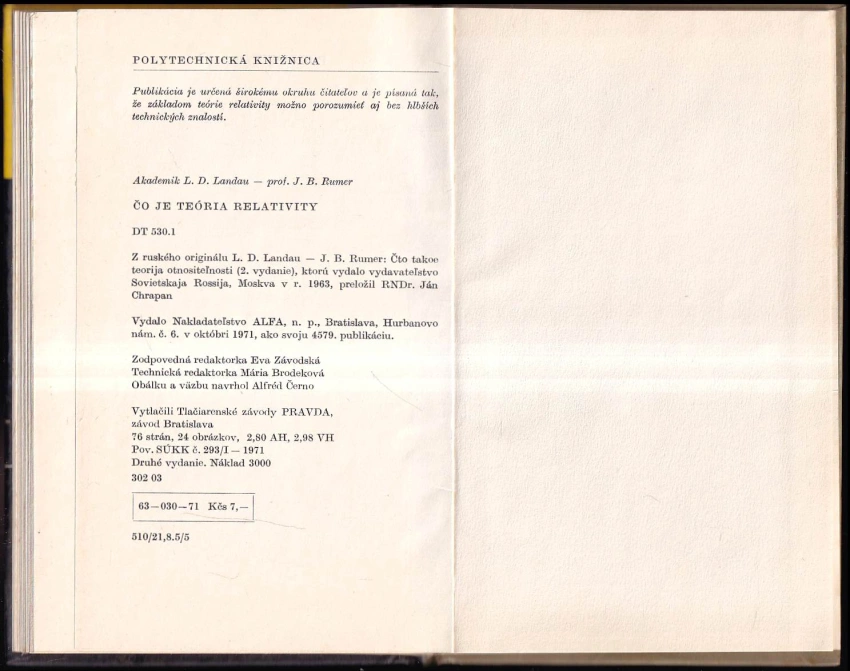 POLYTECHNICKÁ KNIŽNICA
Publikácia je určená širokému okruhu čitateľov a je písaná tak,
že základom teórie relativity možno porozumieť aj bez hlbších
technických znalostí.
Akademik L. D. Landau — prof. J. B. Rumer
ČO JE TEÓRIA RELATIVITY
DT 530.1
Z ruského originálu L. D. Landau — J. B. Rumer: Čto takoe
teorija otnositeľnosti (2. vydanie), ktorú vydalo vydavateľstvo
Sovietskaja Rossija, Moskva v r. 1963, preložil RNDr. Ján
Chrapan
Vydalo Nakladateľstvo ALFA, n. p., Bratislava, Hurbanovo
nám. č. 6. v októbri 1971, ako svoju 4579. publikáciu.
Zodpovedná redaktorka Eva Závodská
Technická redaktorka Mária Brodeková
Obálku a väzbu navrhol Alfréd Černo
Vytlačili Tlačiarenské závody PRAVDA,
závod Bratislava
76 strán, 24 obrázkov, 2,80 AH, 2,98 VH
Pov. SÚKK č. 293/I — 1971
Druhé vydanie. Náklad 3000
302 03
63—030—71 Kčs 7,—
510/21,8.5/5